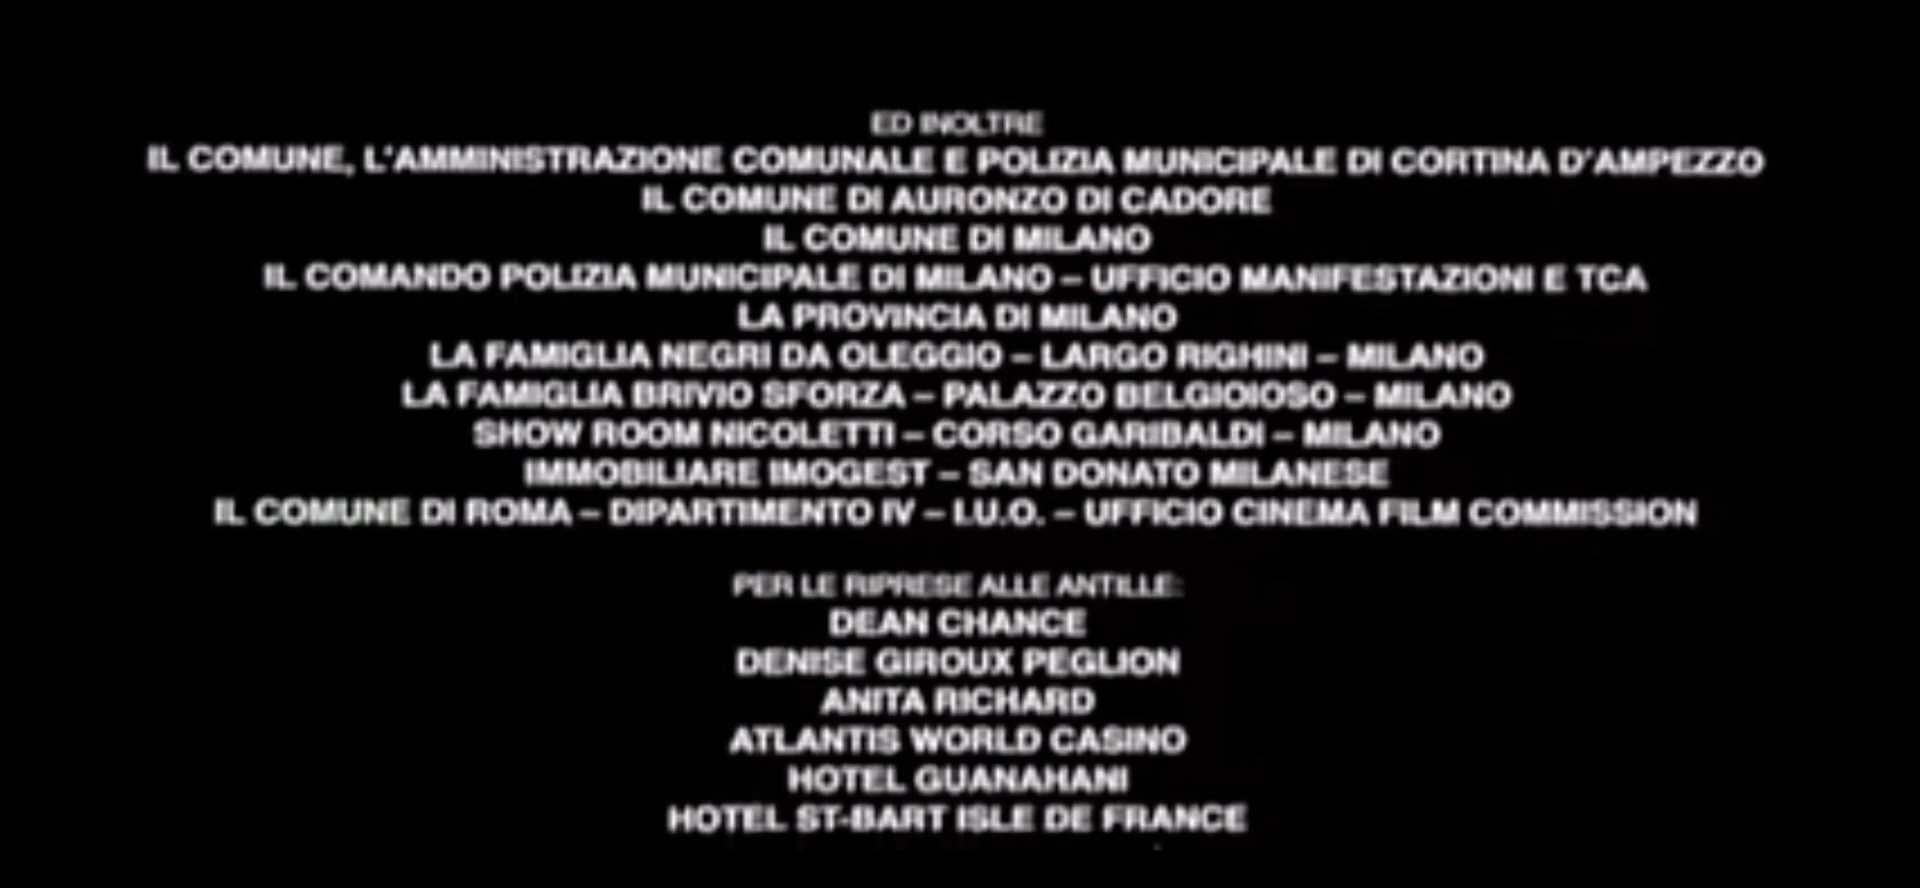 ED INOLTRE
IL COMUNE, L'AMMINISTRAZIONE COMUNALE E POLIZIA MUNICIPALE DI CORTINA D'AMPEZZO
IL COMUNE DI AURONZO DI CADORE
IL COMUNE DI MILANO
IL COMANDO POLIZIA MUNICIPALE DI MILANO – UFFICIO MANIFESTAZIONI E TCA
LA PROVINCIA DI MILANO
LA FAMIGLIA NEGRI DA OLEGGIO – LARGO RIGHINI – MILANO
LA FAMIGLIA BRIVIO SFORZA – PALAZZO BELGIOIOSO – MILANO
SHOW ROOM NICOLETTI – CORSO GARIBALDI – MILANO
IMMOBILIARE IMOGEST – SAN DONATO MILANESE
IL COMUNE DI ROMA – DIPARTIMENTO IV – I.U.O. – UFFICIO CINEMA FILM COMMISSION
PER LE RIPRESE ALLE ANTILLE:
DEAN CHANCE
DENISE GIROUX PEGLION
ANITA RICHARD
ATLANTIS WORLD CASINO
HOTEL GUANAHANI
HOTEL ST-BART ISLE DE FRANCE